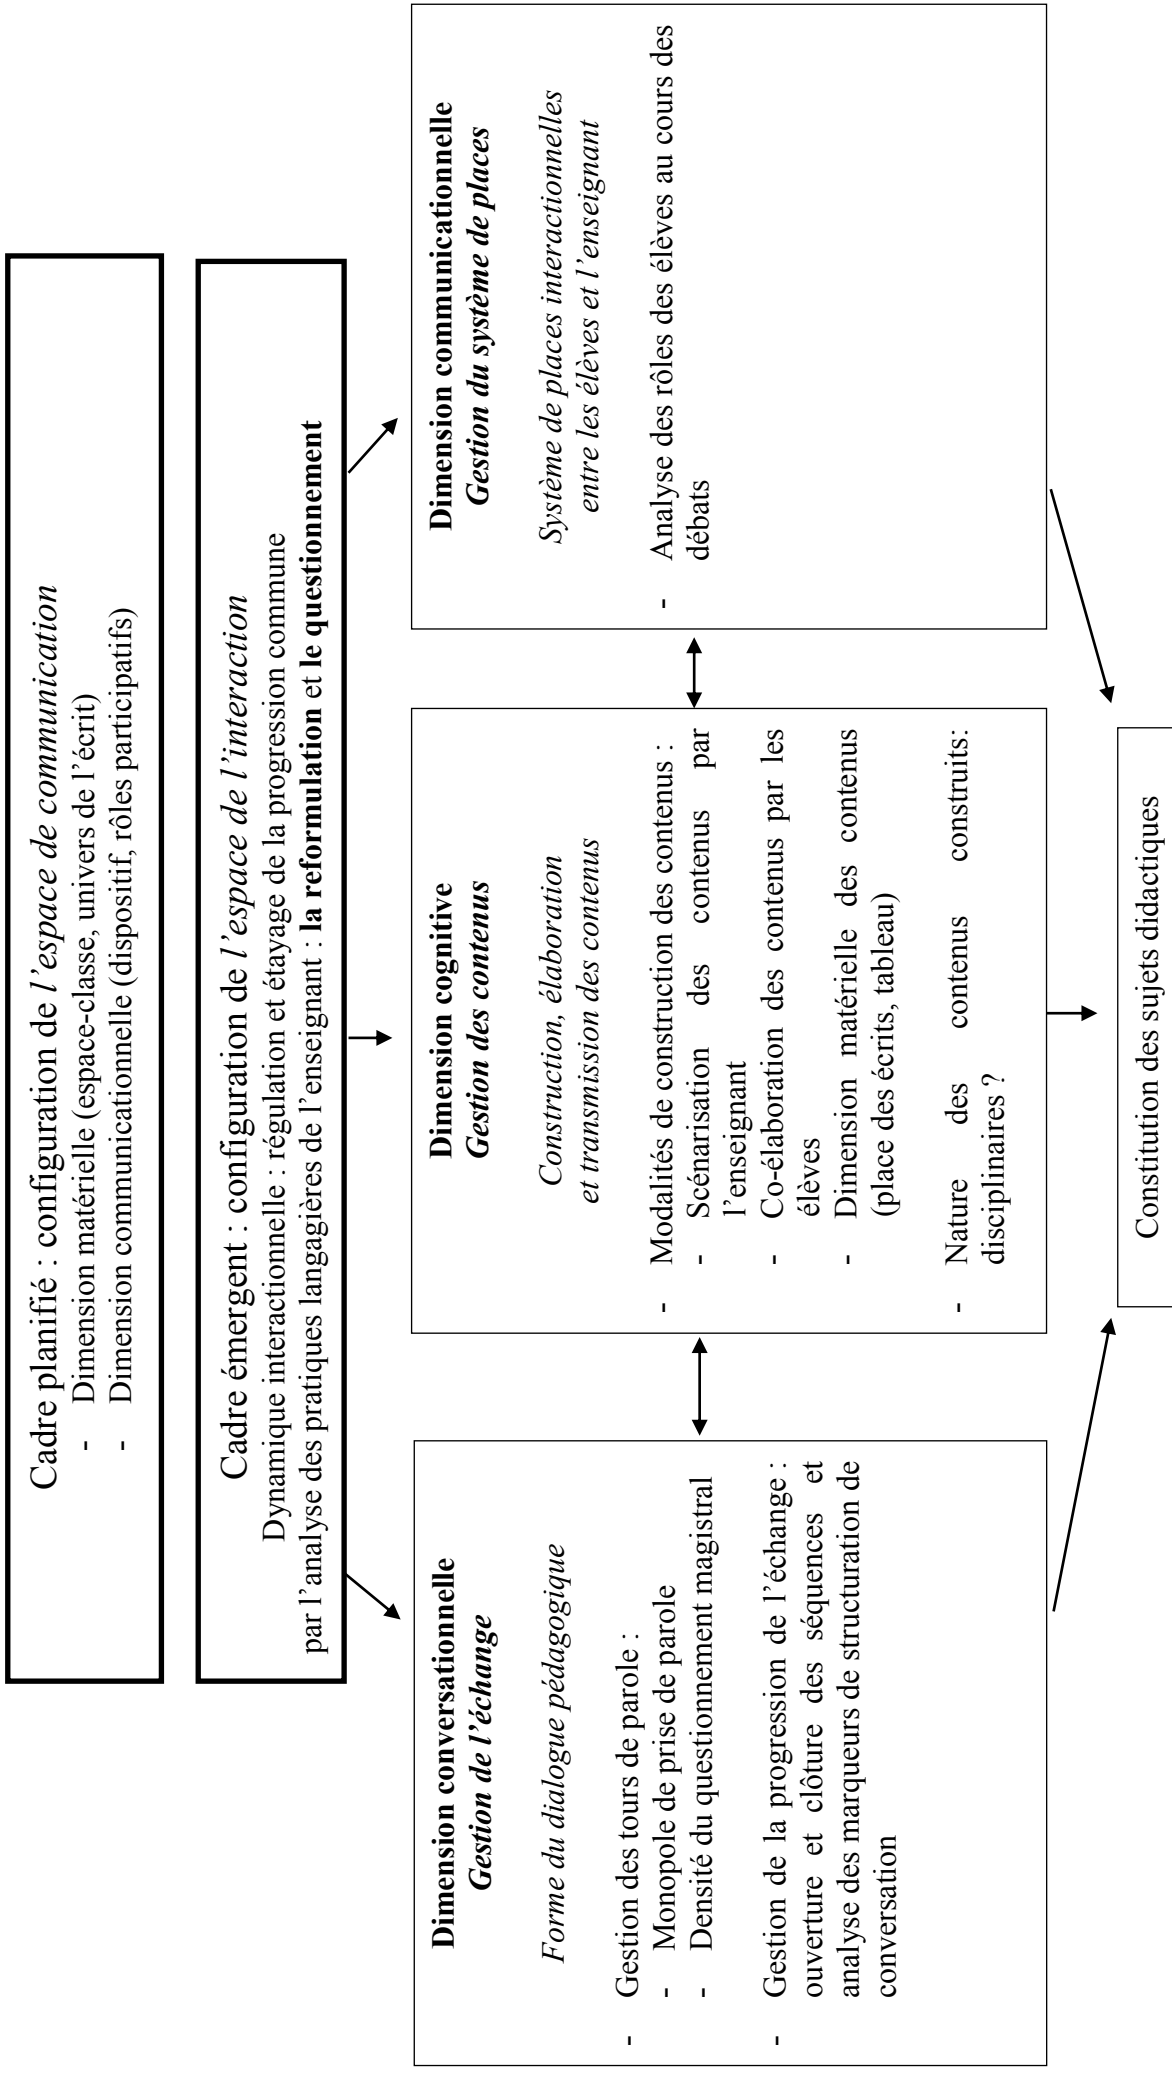 Cadre planifié : configuration de l'espace de communication
- Dimension matérielle (espace-classe, univers de l'écrit)
- Dimension communicationnelle (dispositif, rôles participatifs)
Cadre émergent : configuration de l'espace de l'interaction
Dynamique interactionnelle : régulation et étayage de la progression commune
par l'analyse des pratiques langagières de l'enseignant : la reformulation et le questionnement
Dimension conversationnelle
Gestion de l'échange
Forme du dialogue pédagogique
- Gestion des tours de parole :
- Monopole de prise de parole
- Densité du questionnement magistral
- Gestion de la progression de l'échange :
ouverture et clôture des séquences et
analyse des marqueurs de structuration de
conversation
Dimension cognitive
Gestion des contenus
Construction, élaboration
et transmission des contenus
- Modalités de construction des contenus :
- Scénarisation des contenus par
l'enseignant
- Co-élaboration des contenus par les
élèves
- Dimension matérielle des contenus
(place des écrits, tableau)
- Nature des contenus construits:
disciplinaires ?
Dimension communicationnelle
Gestion du système de places
Système de places interactionnelles
entre les élèves et l'enseignant
- Analyse des rôles des élèves au cours des
débats
Constitution des sujets didactiques